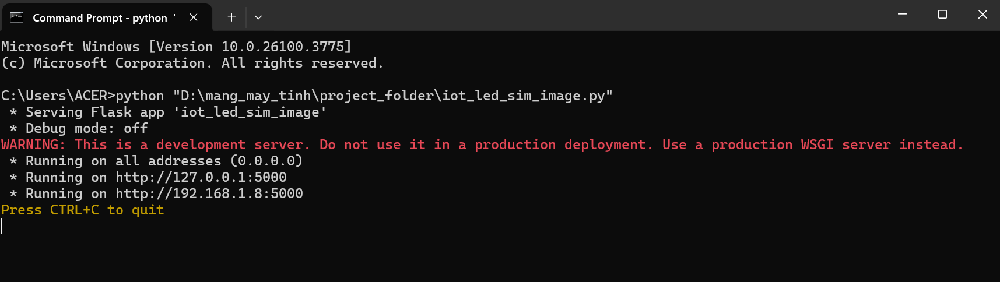 Command Prompt - python "
Microsoft Windows [Version 10.0.26100.3775]
(c) Microsoft Corporation. All rights reserved.
C:\Users\ACER>python "D:\mang_may_tinh\project_folder\iot_led_sim_image.py"
 * Serving Flask app 'iot_led_sim_image'
 * Debug mode: off
WARNING: This is a development server. Do not use it in a production deployment. Use a production WSGI server instead.
 * Running on all addresses (0.0.0.0)
 * Running on http://127.0.0.1:5000
 * Running on http://192.168.1.8:5000
Press CTRL+C to quit